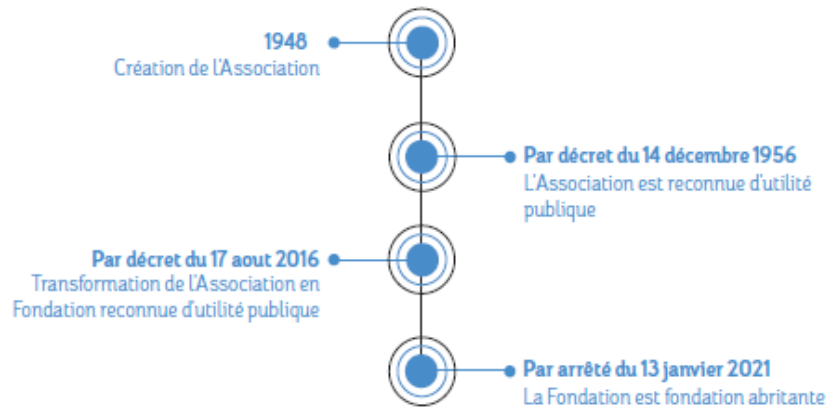 1948
Création de l'Association
Par décret du 14 décembre 1956
L'Association est reconnue d'utilité
publique
Par décret du 17 aout 2016
Transformation de l'Association en
Fondation reconnue d'utilité publique
Par arrêté du 13 janvier 2021
La Fondation est fondation abritante